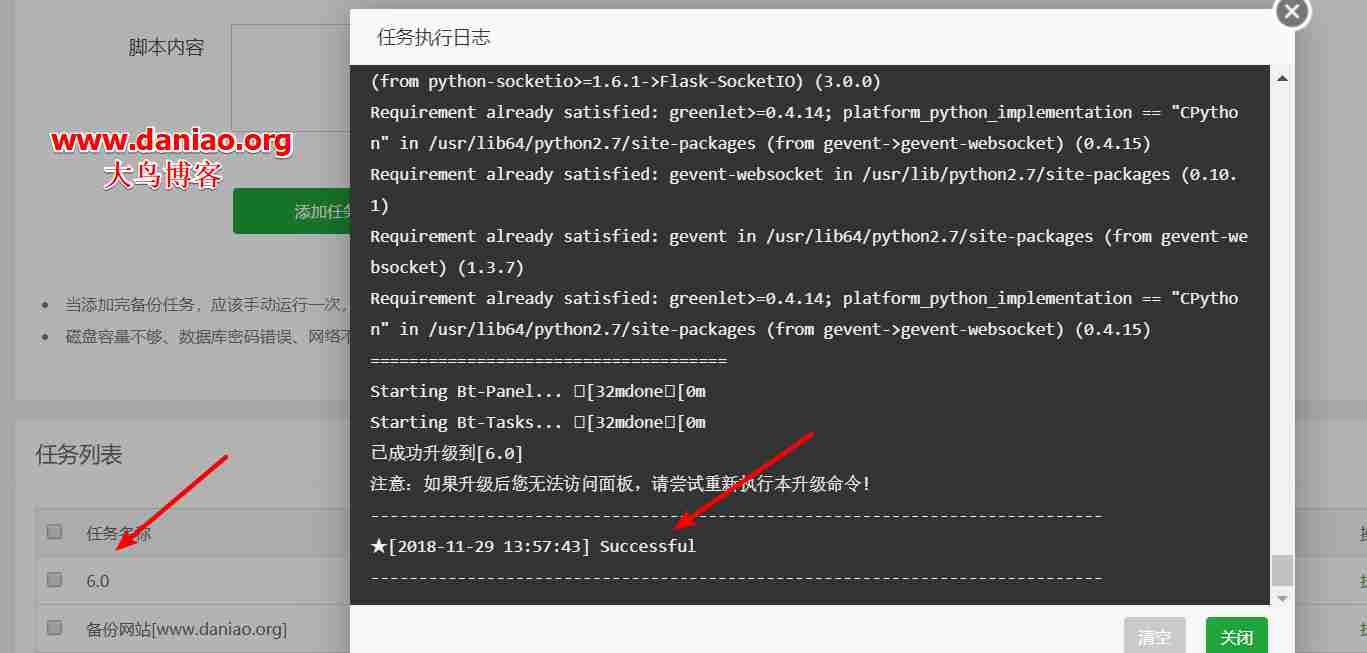 脚本内容
www.daniao.org
大鸟博客
添加任务
当添加完备份任务，应该手动运行一次，
磁盘容量不够、数据库密码错误、网络不
任务列表
任务名称
6.0
备份网站[www.daniao.org]
任务执行日志
(from python-socketio>=1.6.1->Flask-SocketIO) (3.0.0)
Requirement already satisfied: greenlet>=0.4.14; platform_python_implementation == "CPytho
n" in /usr/lib64/python2.7/site-packages (from gevent->gevent-websocket) (0.4.15)
Requirement already satisfied: gevent-websocket in /usr/lib/python2.7/site-packages (0.10.
1)
Requirement already satisfied: gevent in /usr/lib64/python2.7/site-packages (from gevent-we
bsocket) (1.3.7)
Requirement already satisfied: greenlet>=0.4.14; platform_python_implementation == "CPytho
n" in /usr/lib64/python2.7/site-packages (from gevent->gevent-websocket) (0.4.15)
=====================================
Starting Bt-Panel... □[32mdone□[0m
Starting Bt-Tasks... □[32mdone□[0m
已成功升级到[6.0]
注意：如果升级后您无法访问面板，请尝试重新执行本升级命令！
----------------------------------------------------------------------------
★[2018-11-29 13:57:43] Successful
----------------------------------------------------------------------------
清空
关闭